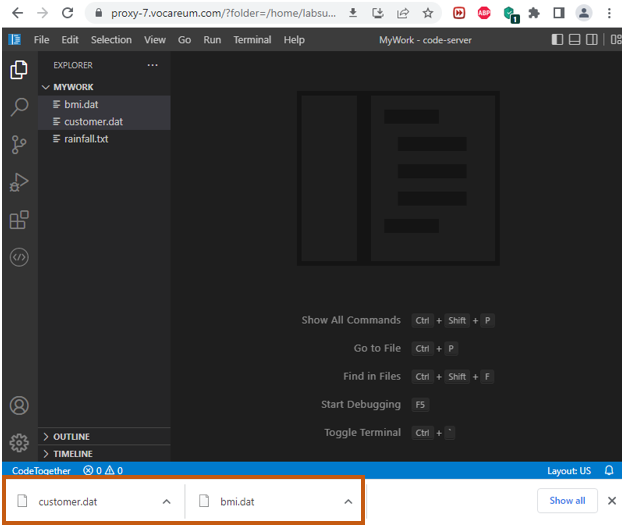 proxy-7.vocareum.com/?folder=/home/labsu...
ABP
1
File Edit Selection View Go Run Terminal Help MyWork - code-server
EXPLORER ...
MYWORK
bmi.dat
customer.dat
rainfall.txt
Show All Commands Ctrl + Shift + P
Go to File Ctrl + P
Find in Files Ctrl + Shift + F
Start Debugging F5
Toggle Terminal Ctrl + `
OUTLINE
TIMELINE
CodeTogether 0 0 Layout: US
customer.dat bmi.dat Show all